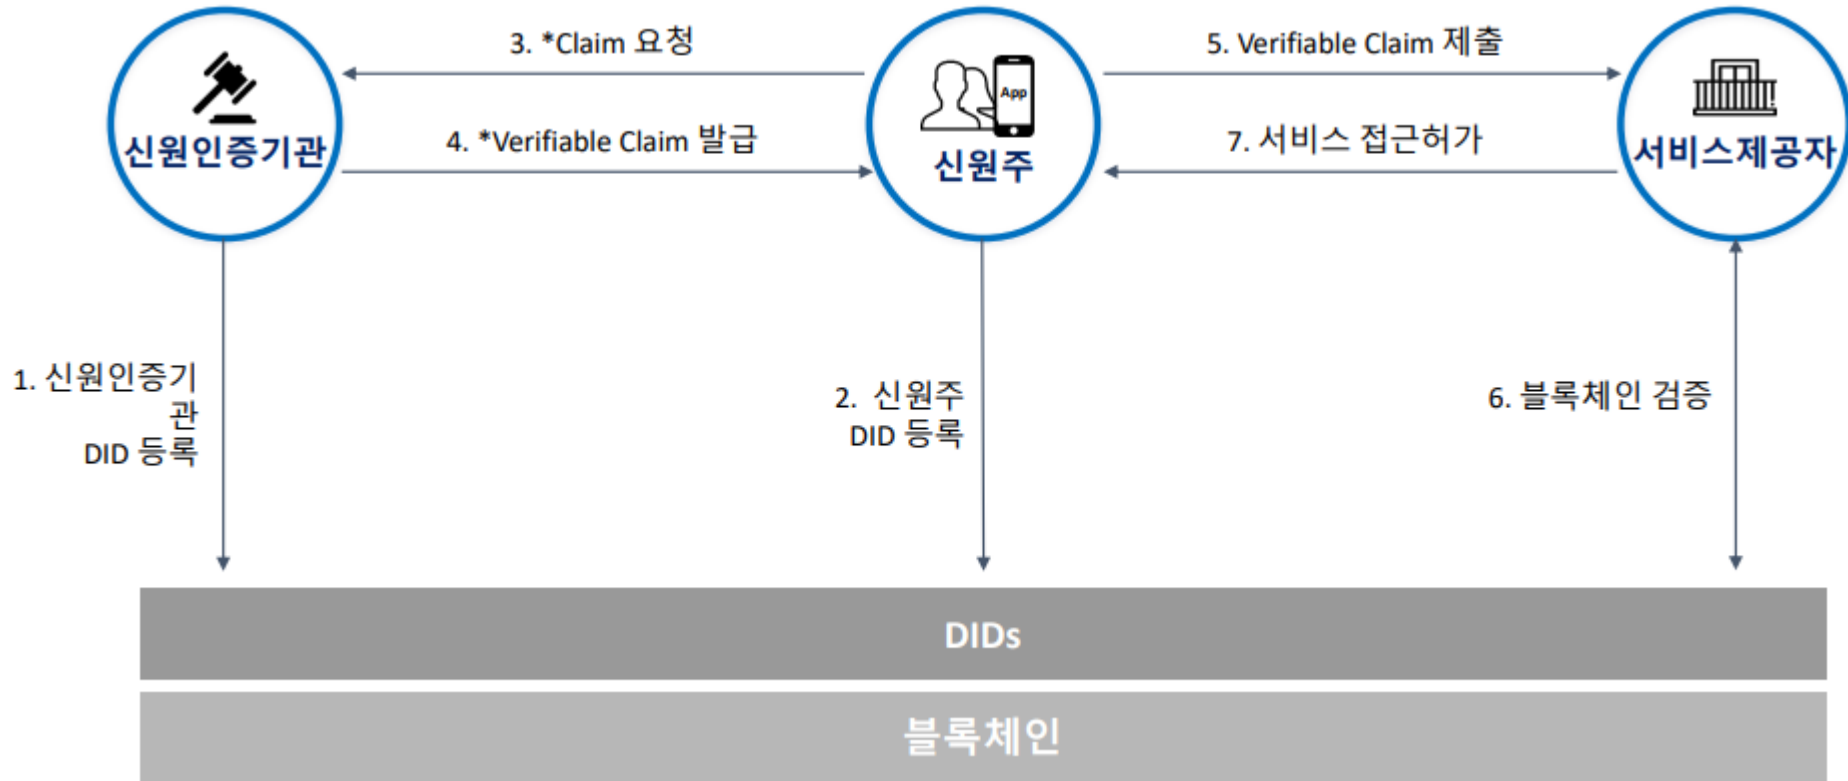 3. *Claim 요청
5. Verifiable Claim 제출
App
신원인증기관
4. *Verifiable Claim 발급
신원주
7. 서비스 접근허가
서비스제공자
1. 신원인증기
관
DID 등록
2. 신원주
DID 등록
6. 블록체인 검증
DIDs
블록체인